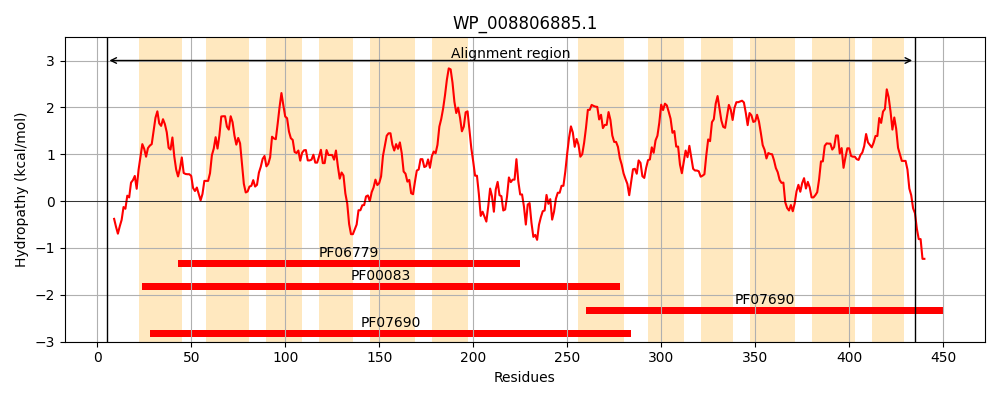 WP_008806885.1
Alignment region
3
2
1
0
−1
−2
−3
Hydropathy (kcal/mol)
PF06779
PF00083
PF07690
PF07690
0
50
100
150
200
250
300
350
400
450
Residues